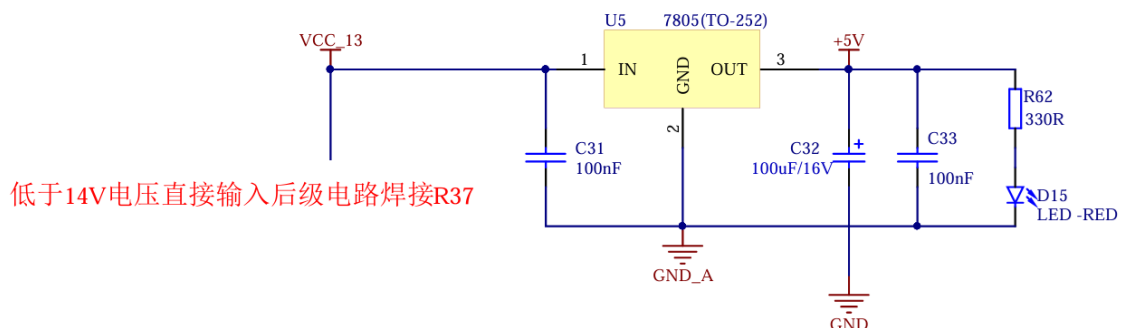 U5 7805(TO-252)
VCC_13
+5V
1 IN GND OUT 3
2
R62
330R
C31
100nF
C32
100uF/16V
+
C33
100nF
D15
LED -RED
低于14V电压直接输入后级电路焊接R37
GND_A
GND